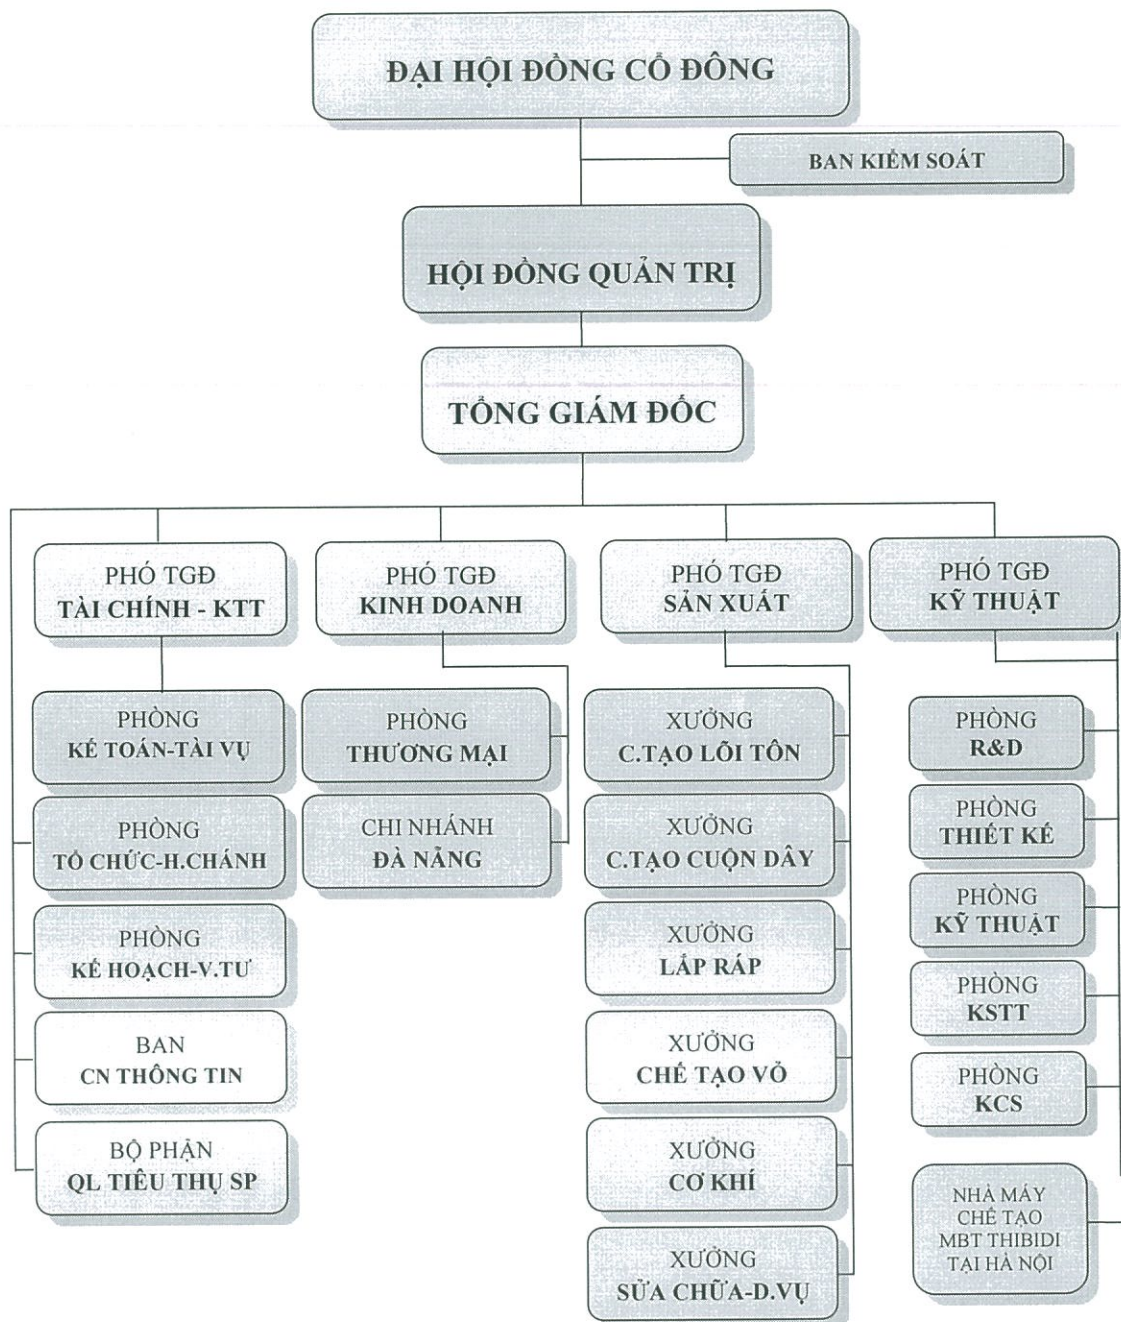 ĐẠI HỘI ĐỒNG CỔ ĐÔNG
BAN KIỂM SOÁT
HỘI ĐỒNG QUẢN TRỊ
TỔNG GIÁM ĐỐC
PHÓ TGĐ
TÀI CHÍNH - KTT
PHÓ TGĐ
KINH DOANH
PHÓ TGĐ
SẢN XUẤT
PHÓ TGĐ
KỸ THUẬT
PHÒNG
KẾ TOÁN-TÀI VỤ
PHÒNG
TỔ CHỨC-H.CHÁNH
PHÒNG
KẾ HOẠCH-V.TƯ
BAN
CN THÔNG TIN
BỘ PHẬN
QL TIÊU THỤ SP
PHÒNG
THƯƠNG MẠI
CHI NHÁNH
ĐÀ NẴNG
XƯỞNG
C.TẠO LÕI TÔN
XƯỞNG
C.TẠO CUỘN DÂY
XƯỞNG
LẮP RÁP
XƯỞNG
CHẾ TẠO VỎ
XƯỞNG
CƠ KHÍ
XƯỞNG
SỬA CHỮA-D.VỤ
PHÒNG
R&D
PHÒNG
THIẾT KẾ
PHÒNG
KỸ THUẬT
PHÒNG
KSTT
PHÒNG
KCS
NHÀ MÁY
CHẾ TẠO
MBT THIBIDI
TẠI HÀ NỘI